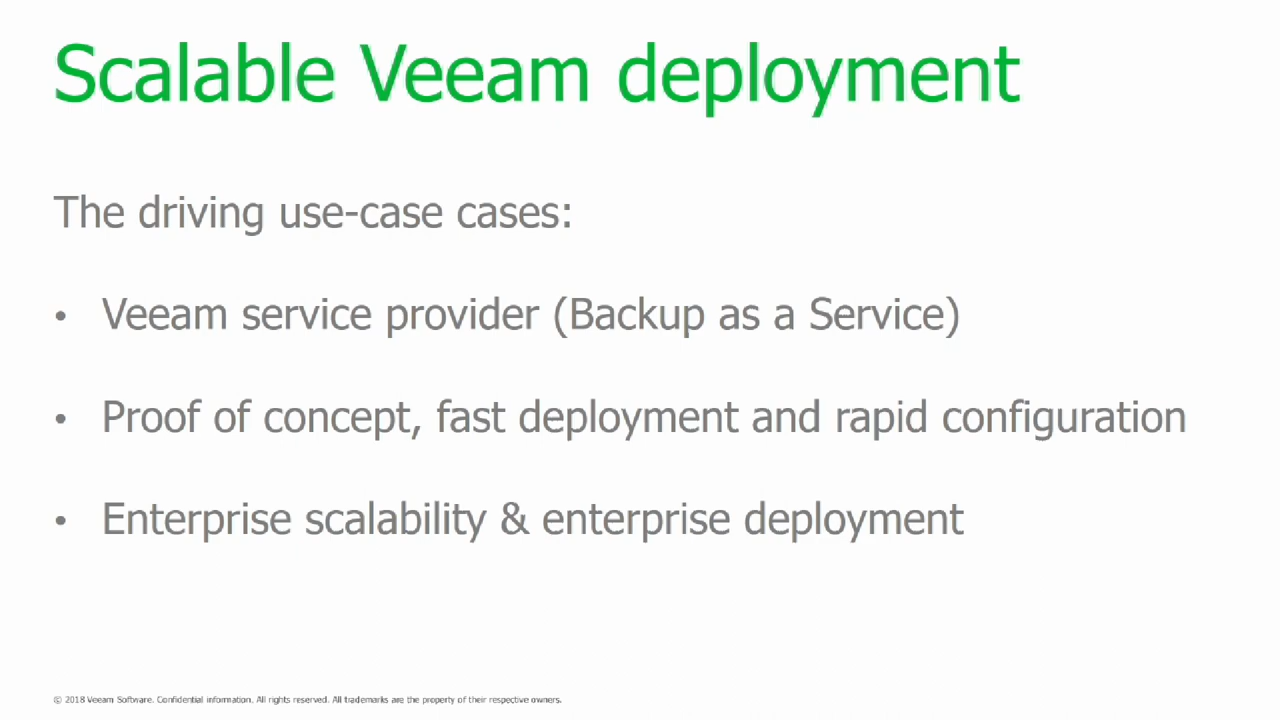 Scalable Veeam deployment
The driving use-case cases:
• Veeam service provider (Backup as a Service)
• Proof of concept, fast deployment and rapid configuration
• Enterprise scalability & enterprise deployment
© 2018 Veeam Software. Confidential information. All rights reserved. All trademarks are the property of their respective owners.